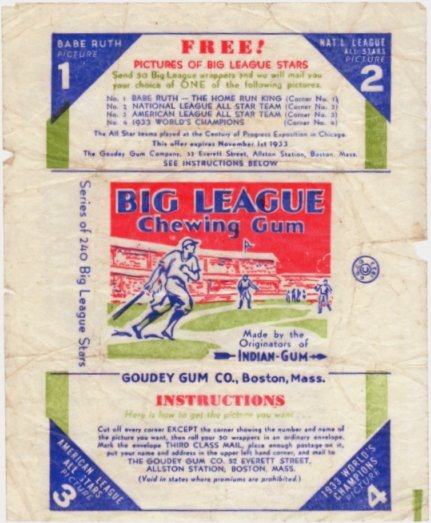 BABE RUTH
PICTURE
1
FREE!
PICTURES OF BIG LEAGUE STARS
Send 50 Big League wrappers and we will mail you
your choice of ONE of the following pictures.
No. 1 BABE RUTH — THE HOME RUN KING (Corner No. 1)
No. 2 NATIONAL LEAGUE ALL STAR TEAM (Corner No. 2)
No. 3 AMERICAN LEAGUE ALL STAR TEAM (Corner No. 3)
No. 4 1933 WORLD'S CHAMPIONS (Corner No. 4)
The All Star teams played at the Century of Progress Exposition in Chicago.
This offer expires November 1st 1933
The Goudey Gum Company, 52 Everett Street, Allston Station, Boston, Mass.
SEE INSTRUCTIONS BELOW
NAT'L LEAGUE
ALL STARS
PICTURE
2
Series of 240 Big League Stars
BIG LEAGUE
Chewing Gum
Made by the
Originators of
INDIAN-GUM
GOUDEY GUM CO., Boston, Mass.
INSTRUCTIONS
Here is how to get the picture you want . . .
Cut off every corner EXCEPT the corner showing the number and name of
the picture you want, then roll your 50 wrappers in an ordinary envelope.
Mark the envelope THIRD CLASS MAIL, place enough postage on it,
put your name and address in the upper left hand corner, and mail to
THE GOUDEY GUM CO. 52 EVERETT STREET,
ALLSTON STATION, BOSTON, MASS.
(Void in states where premiums are prohibited.)
AMERICAN LEAGUE
ALL STARS
PICTURE
3
1933 WORLD'S
CHAMPIONS
PICTURE
4